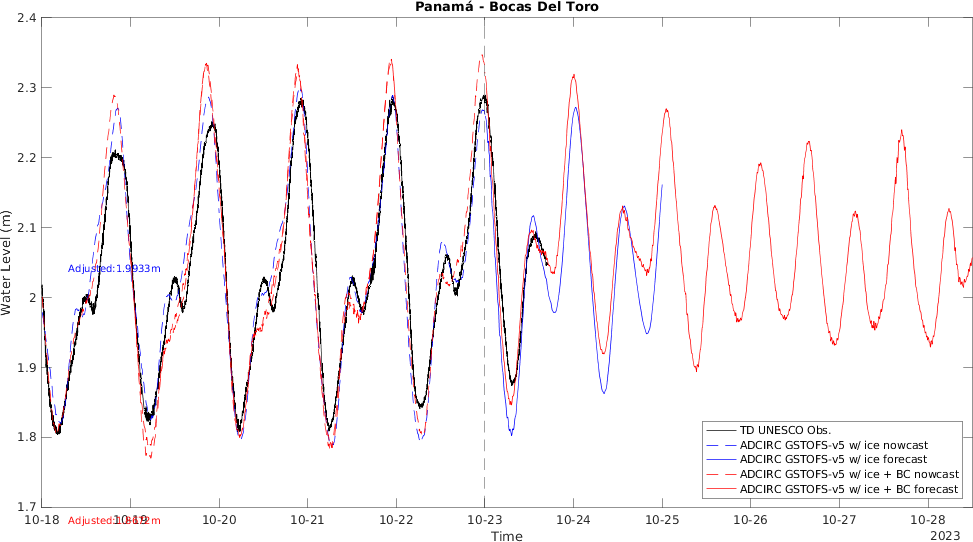 Panamá - Bocas Del Toro
2.4
2.3
2.2
2.1
2
1.9
1.8
1.7
Water Level (m)
Adjusted:1.9933m
TD UNESCO Obs.
ADCIRC GSTOFS-v5 w/ ice nowcast
ADCIRC GSTOFS-v5 w/ ice forecast
ADCIRC GSTOFS-v5 w/ ice + BC nowcast
ADCIRC GSTOFS-v5 w/ ice + BC forecast
10-18 10-19 10-20 10-21 10-22 10-23 10-24 10-25 10-26 10-27 10-28
Adjusted:
Time
2023